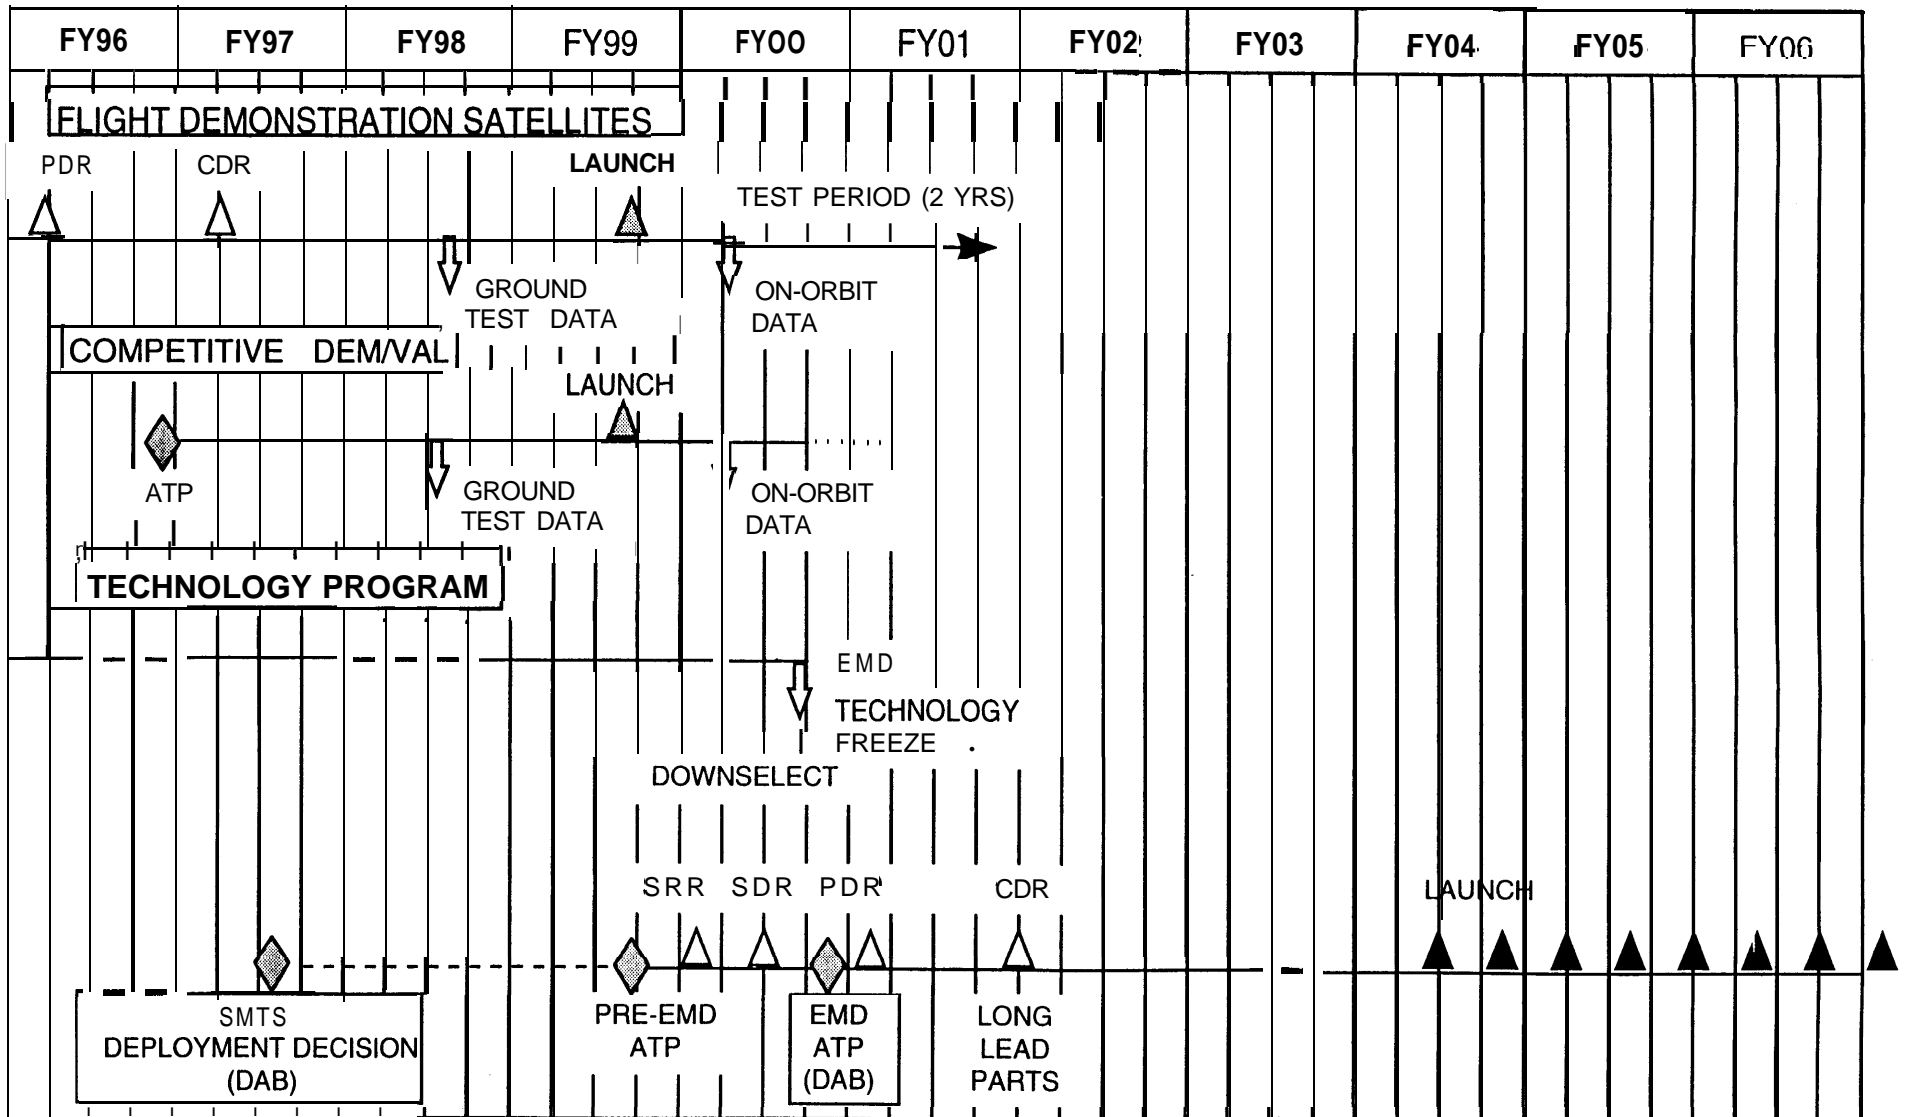 FY96 FY97 FY98 FY99 FY00 FY01 FY02 FY03 FY04 FY05 FY06
FLIGHT DEMONSTRATION SATELLITES
PDR CDR LAUNCH
TEST PERIOD (2 YRS)
GROUND
TEST DATA
ON-ORBIT
DATA
COMPETITIVE DEM/VAL
LAUNCH
ATP
GROUND
TEST DATA
ON-ORBIT
DATA
TECHNOLOGY PROGRAM
EMD
TECHNOLOGY
FREEZE
DOWNSELECT
SRR SDR PDR CDR LAUNCH
SMTS
DEPLOYMENT DECISION
(DAB)
PRE-EMD
ATP
EMD
ATP
(DAB)
LONG
LEAD
PARTS